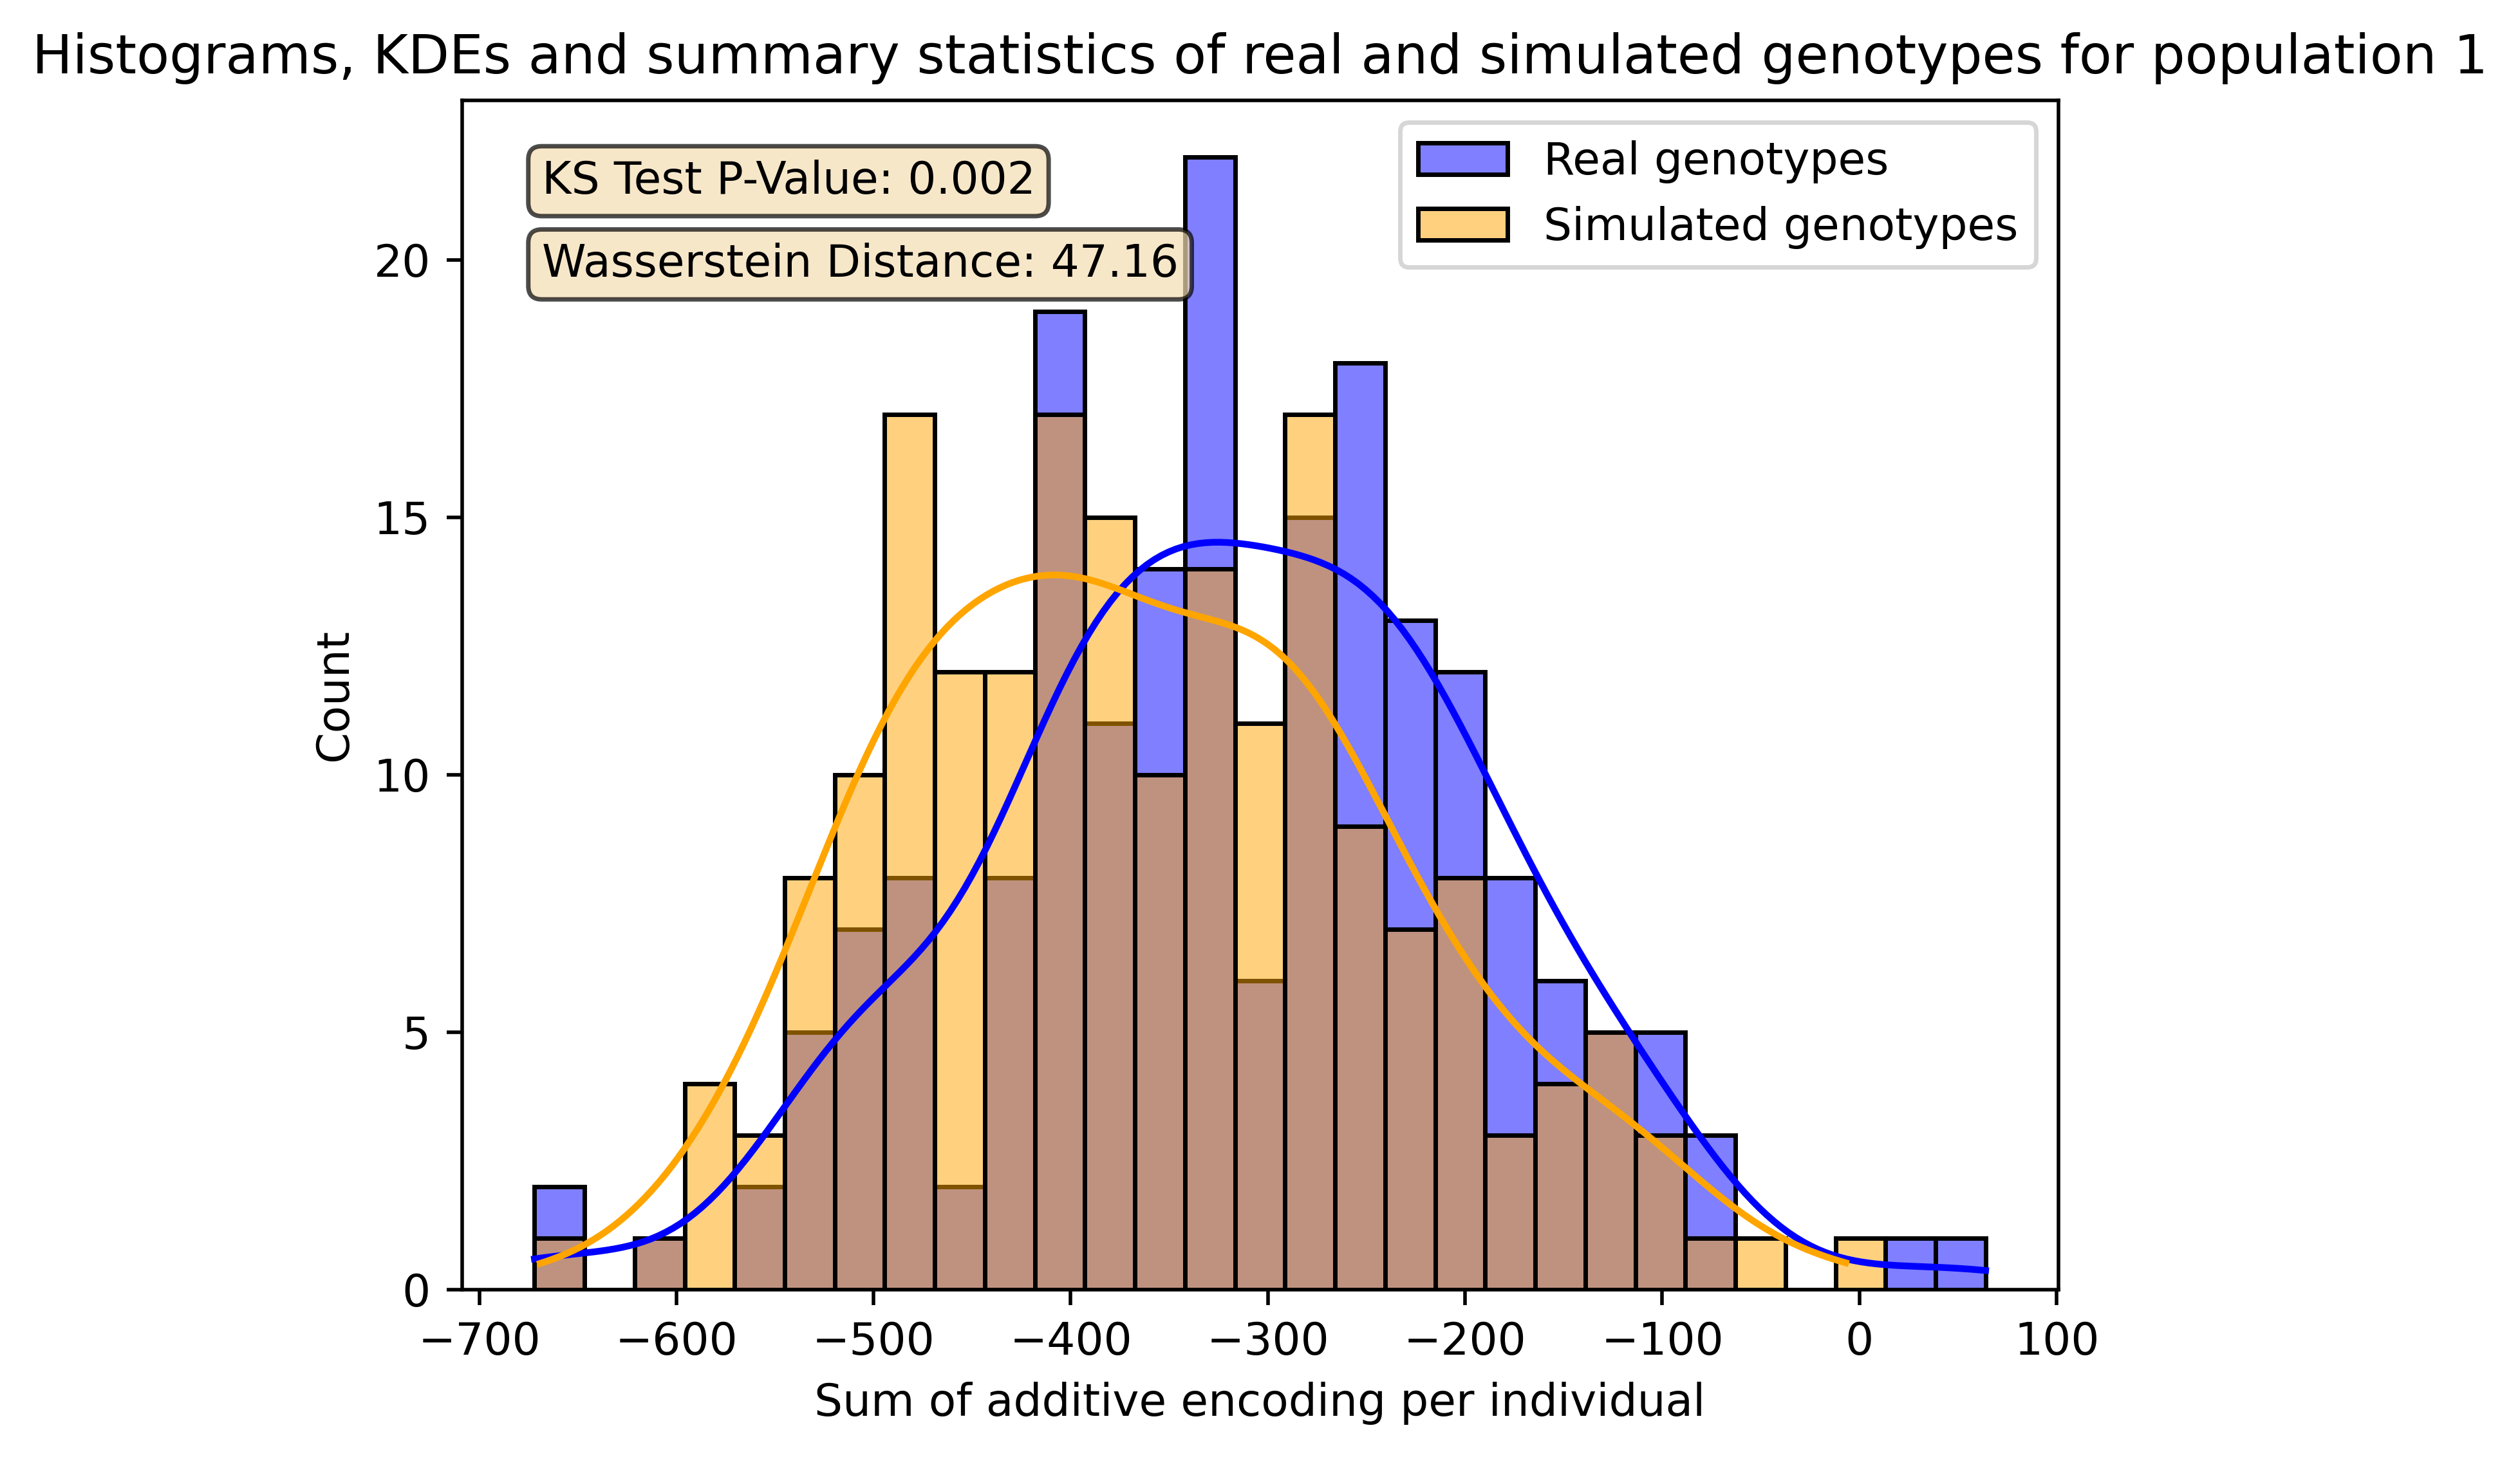 Histograms, KDEs and summary statistics of real and simulated genotypes for population 1
KS Test P-Value: 0.002
Wasserstein Distance: 47.16
Real genotypes
Simulated genotypes
Count
20
15
10
5
0
−700 −600 −500 −400 −300 −200 −100 0 100
Sum of additive encoding per individual